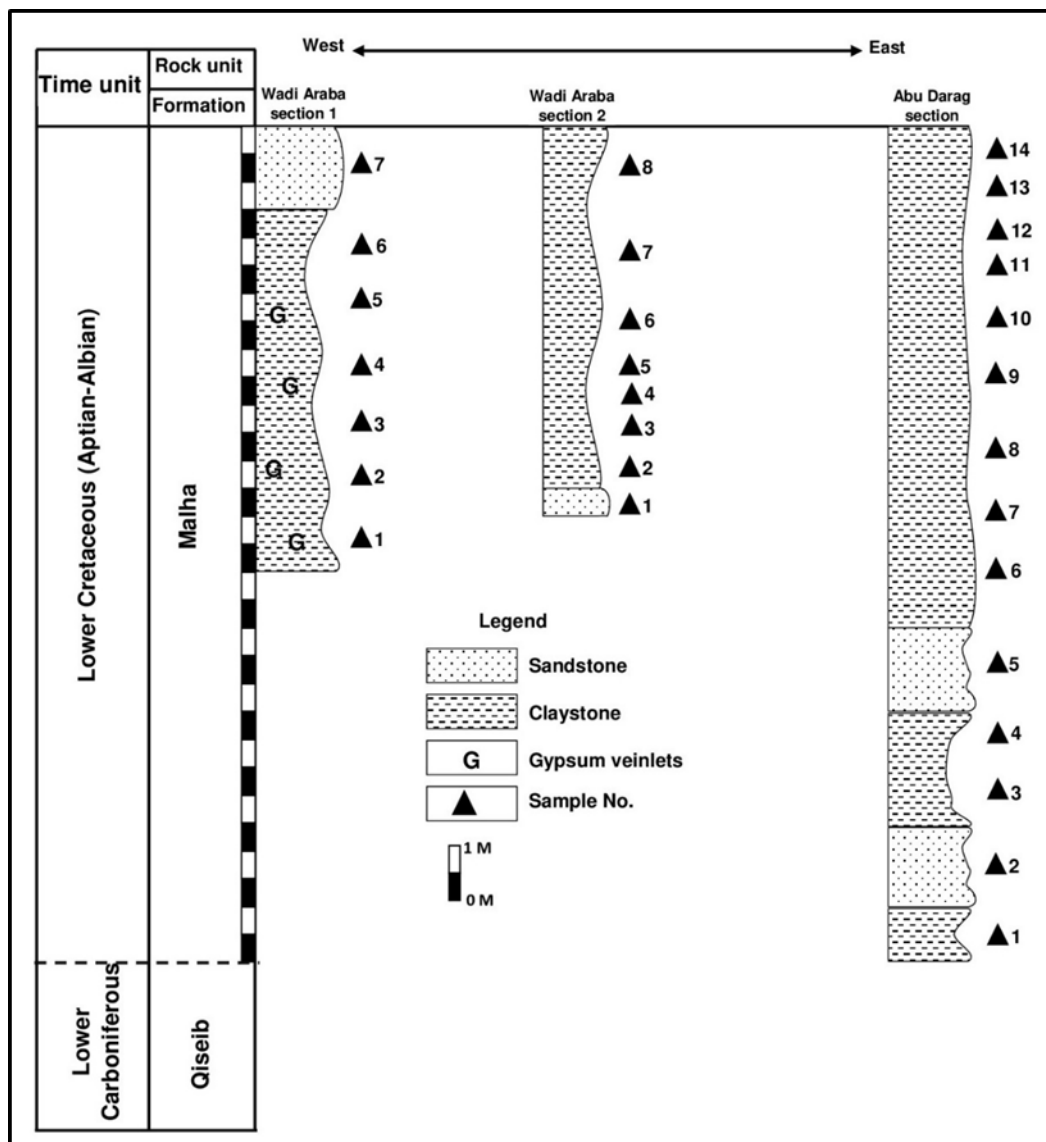 West East
Time unit
Rock unit
Formation
Wadi Araba
section 1
Wadi Araba
section 2
Abu Darag
section
Lower Cretaceous (Aptian-Albian)
Malha
Lower
Carboniferous
Qiseib
7
6
5
4
3
2
1
G
G
G
G
8
7
6
5
4
3
2
1
14
13
12
11
10
9
8
7
6
5
4
3
2
1
Legend
Sandstone
Claystone
G Gypsum veinlets
Sample No.
1 M
0 M